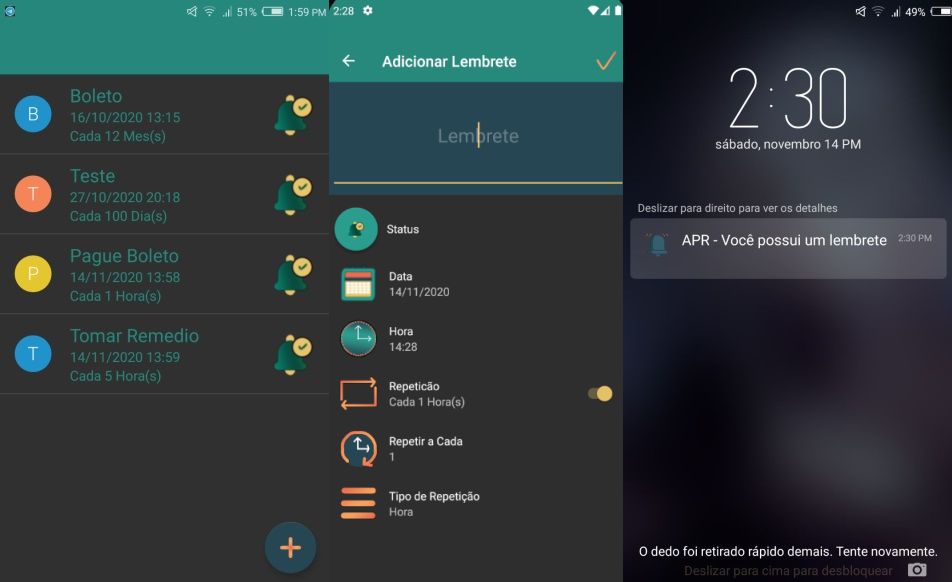 51% 1:59 PM
B
Boleto
16/10/2020 13:15
Cada 12 Mes(s)
T
Teste
27/10/2020 20:18
Cada 100 Dia(s)
P
Pague Boleto
14/11/2020 13:58
Cada 1 Hora(s)
T
Tomar Remedio
14/11/2020 13:59
Cada 5 Hora(s)
2:28
Adicionar Lembrete
Lembrete
Status
Data
14/11/2020
Hora
14:28
Repetição
Cada 1 Hora(s)
Repetir a Cada
1
Tipo de Repetição
Hora
49%
2:30
sábado, novembro 14 PM
Deslizar para direito para ver os detalhes
APR - Você possui um lembrete 2:30 PM
O dedo foi retirado rápido demais. Tente novamente.
Deslizar para cima para desbloquear